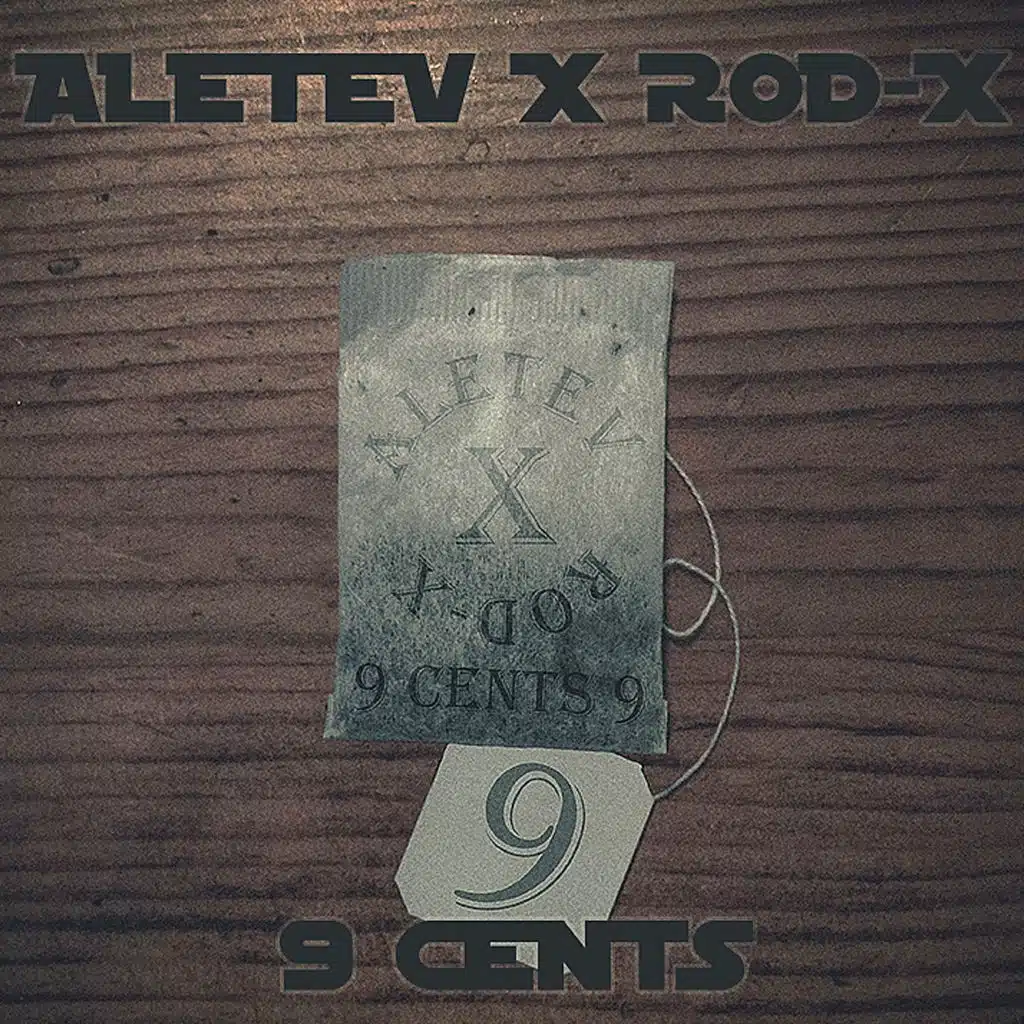 ALETEV X ROD-X
ALETEV
X
ROD-X
9 CENTS 9
9
9 CENTS